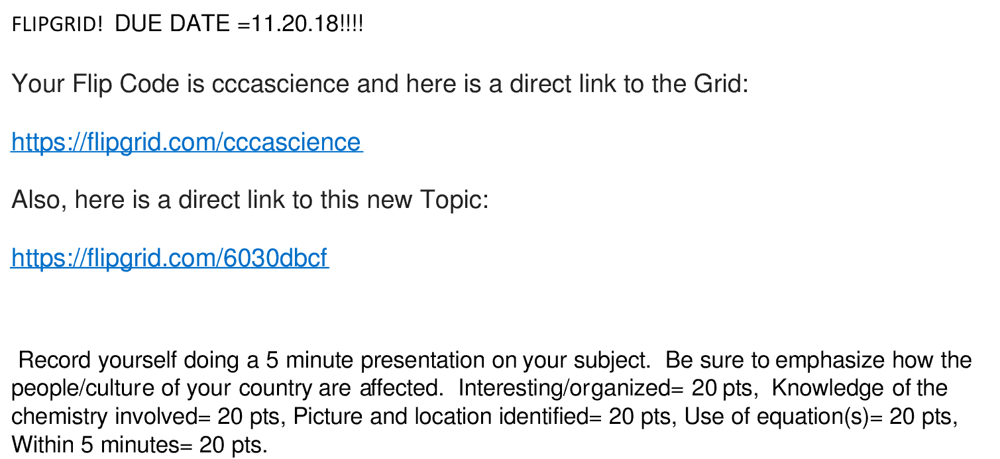 FLIPGRID!  DUE DATE =11.20.18!!!!
Your Flip Code is cccascience and here is a direct link to the Grid:
https://flipgrid.com/cccascience
Also, here is a direct link to this new Topic:
https://flipgrid.com/6030dbcf
Record yourself doing a 5 minute presentation on your subject.  Be sure to emphasize how the
people/culture of your country are affected.  Interesting/organized= 20 pts,  Knowledge of the
chemistry involved= 20 pts, Picture and location identified= 20 pts, Use of equation(s)= 20 pts,
Within 5 minutes= 20 pts.